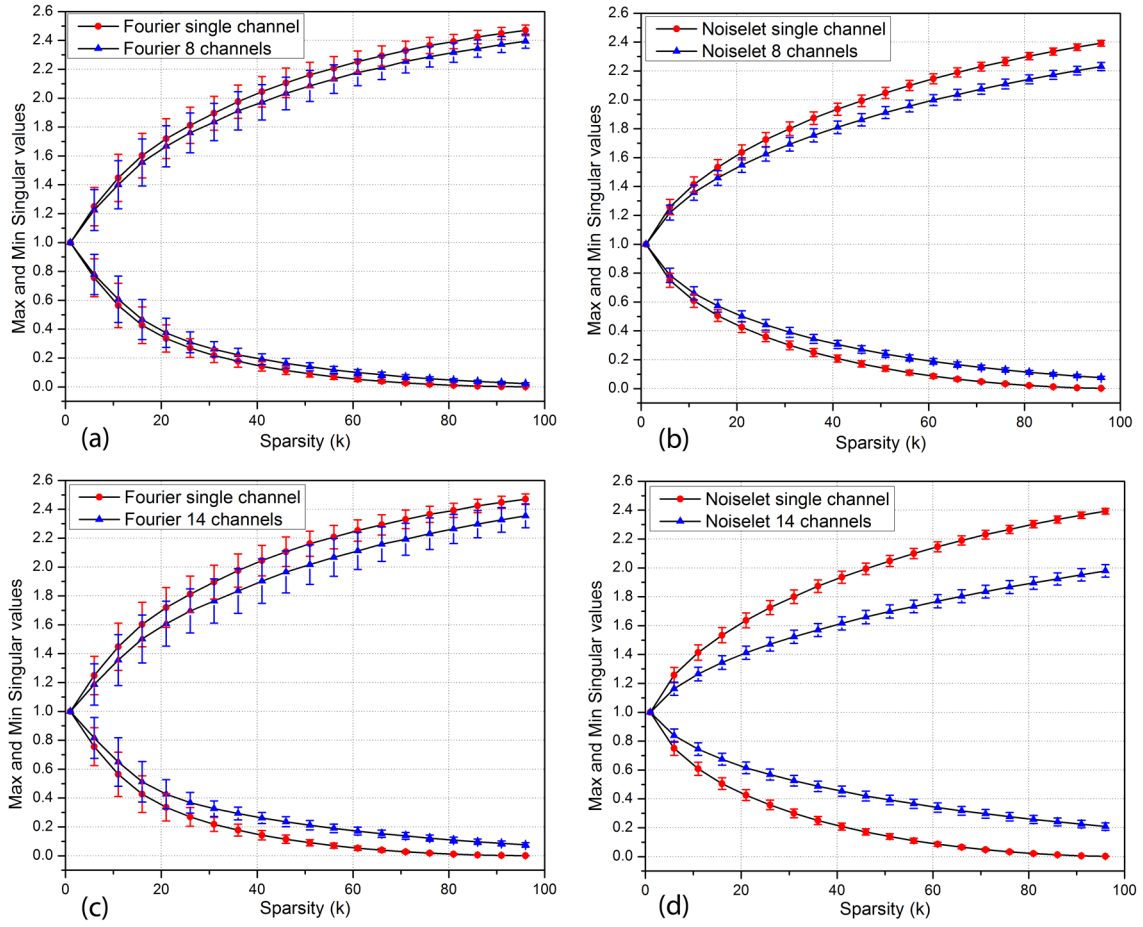 Fourier single channel
Fourier 8 channels
Max and Min Singular values
2.6
2.4
2.2
2.0
1.8
1.6
1.4
1.2
1.0
0.8
0.6
0.4
0.2
0.0
0 20 40 60 80 100
Sparsity (k)
(a)
Noiselet single channel
Noiselet 8 channels
Max and Min Singular values
2.6
2.4
2.2
2.0
1.8
1.6
1.4
1.2
1.0
0.8
0.6
0.4
0.2
0.0
0 20 40 60 80 100
Sparsity (k)
(b)
Fourier single channel
Fourier 14 channels
Max and Min Singular values
2.6
2.4
2.2
2.0
1.8
1.6
1.4
1.2
1.0
0.8
0.6
0.4
0.2
0.0
0 20 40 60 80 100
Sparsity (k)
(c)
Noiselet single channel
Noiselet 14 channels
Max and Min Singular values
2.6
2.4
2.2
2.0
1.8
1.6
1.4
1.2
1.0
0.8
0.6
0.4
0.2
0.0
0 20 40 60 80 100
Sparsity (k)
(d)